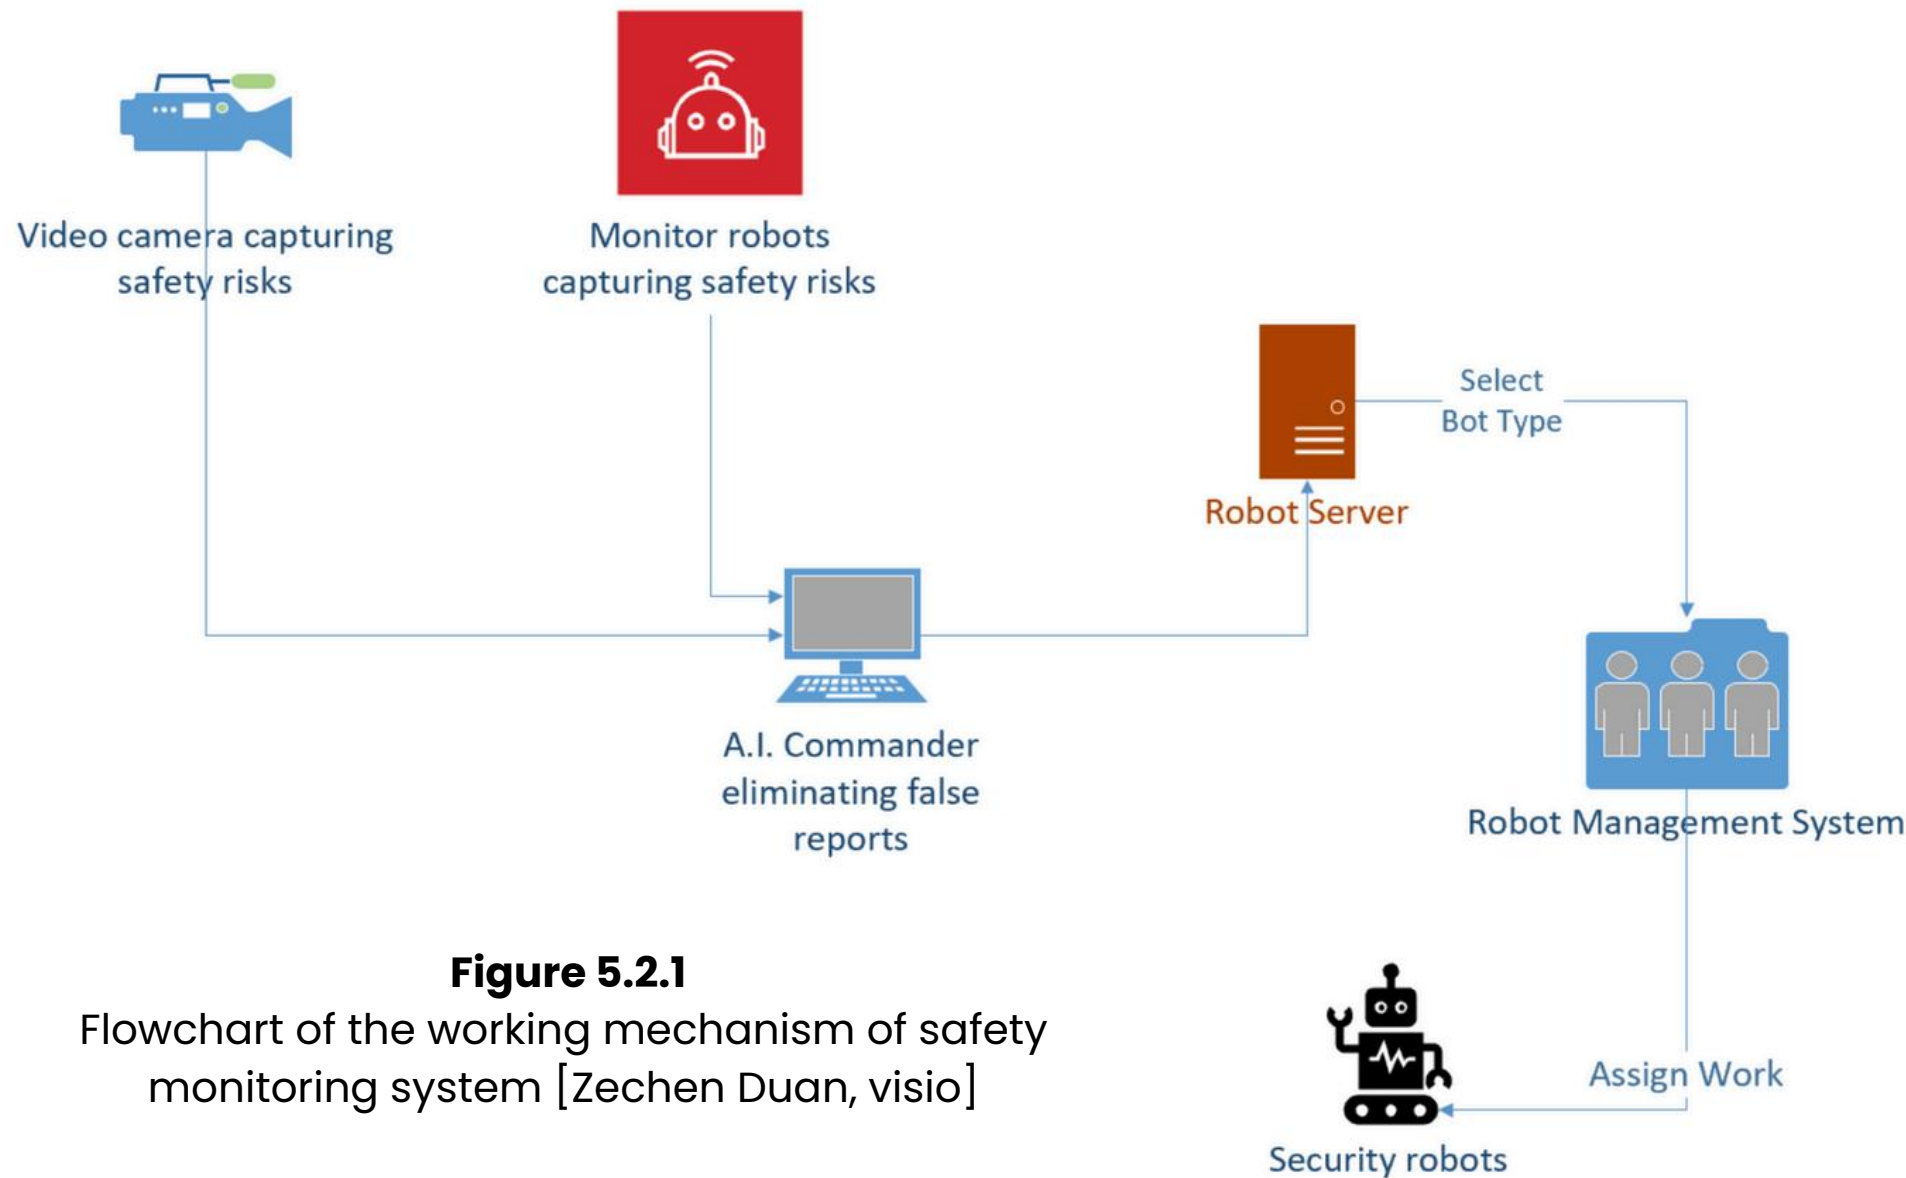 Video camera capturing
safety risks
Monitor robots
capturing safety risks
Select
Bot Type
Robot Server
A.I. Commander
eliminating false
reports
Robot Management System
Figure 5.2.1
Flowchart of the working mechanism of safety
monitoring system [Zechen Duan, visio]
Assign Work
Security robots